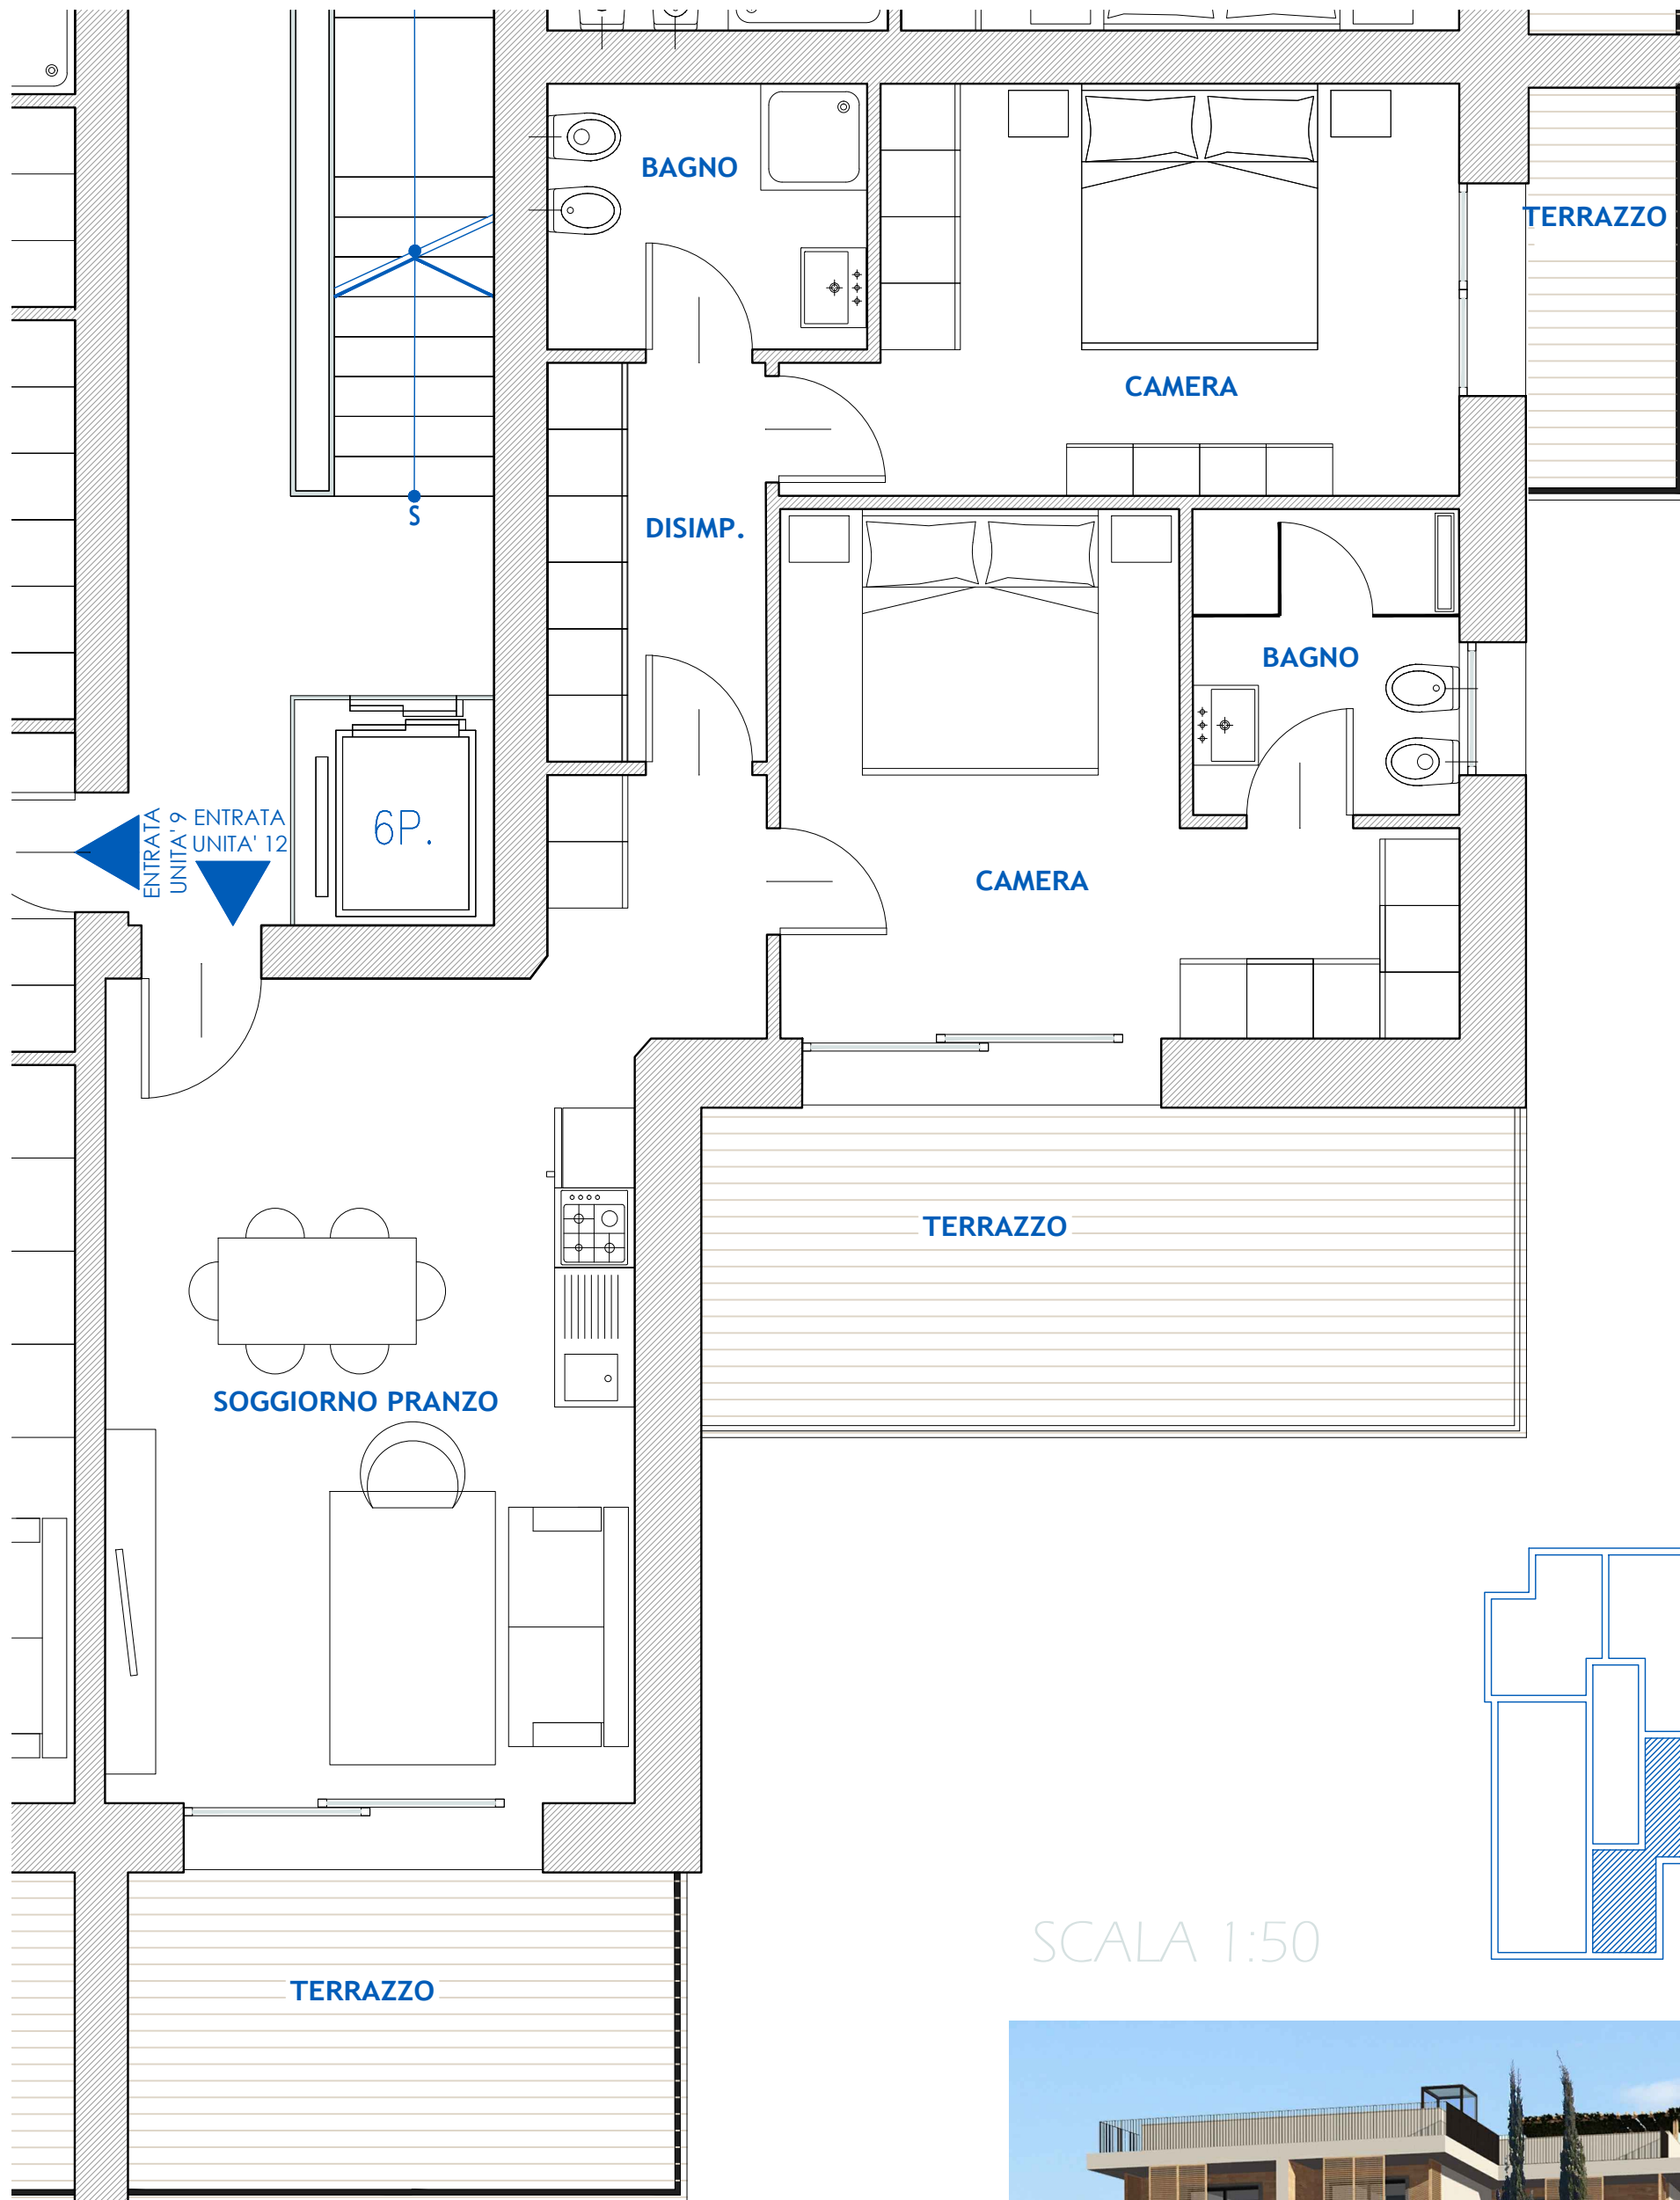 BAGNO
TERRAZZO
CAMERA
S
DISIMP.
BAGNO
ENTRATA
UNITA' 9
ENTRATA
UNITA' 12
6P.
CAMERA
TERRAZZO
SOGGIORNO PRANZO
SCALA 1:50
TERRAZZO